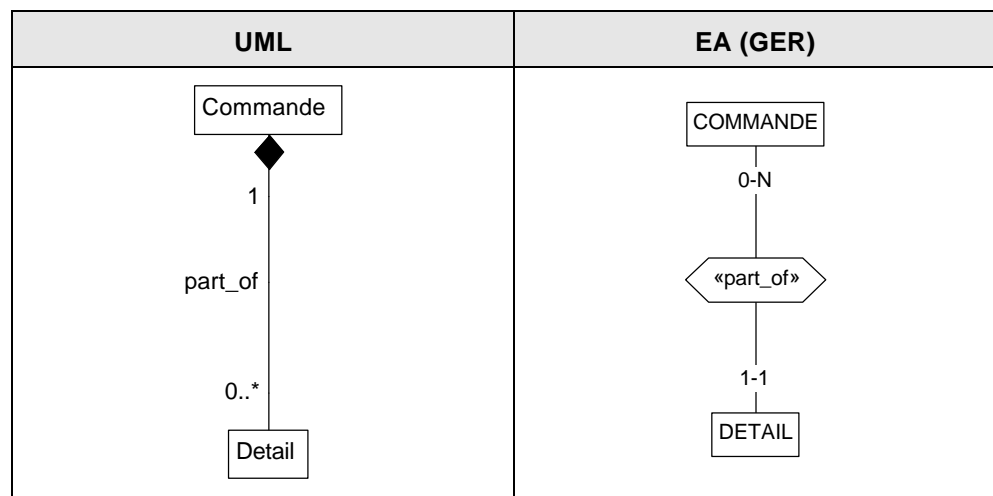 UML
EA (GER)
Commande
1
part_of
0..*
Detail
COMMANDE
0-N
«part_of»
1-1
DETAIL